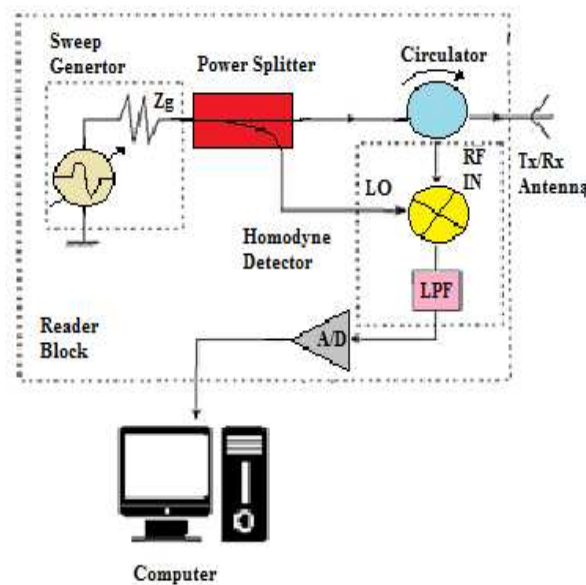 Sweep
Genertor
Zg
Power Splitter
Circulator
RF
IN
Tx/Rx
Antenna
LO
Homodyne
Detector
LPF
A/D
Reader
Block
Computer